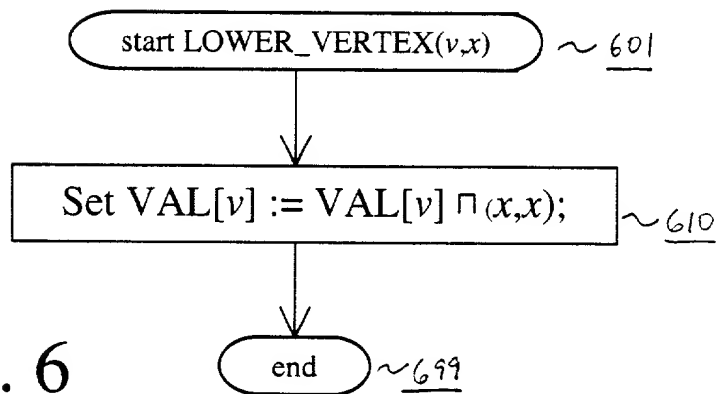 start LOWER_VERTEX(v,x) ~ 601
Set VAL[v] := VAL[v] ⊓ (x,x); ~ 610
end ~ 699
. 6